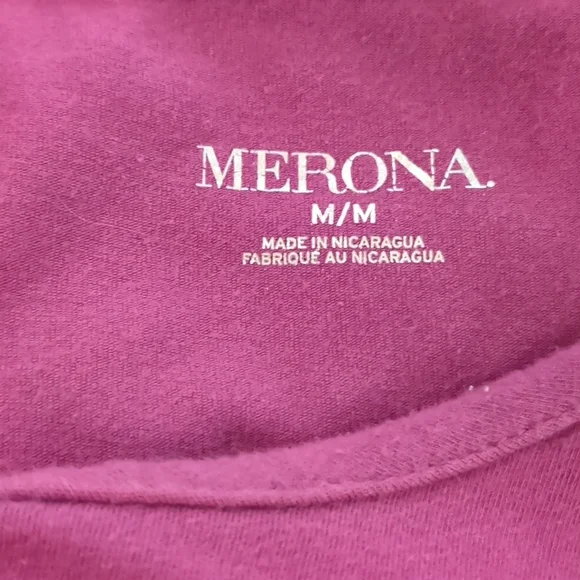 MERONA.
M/M
MADE IN NICARAGUA
FABRIQUÉ AU NICARAGUA